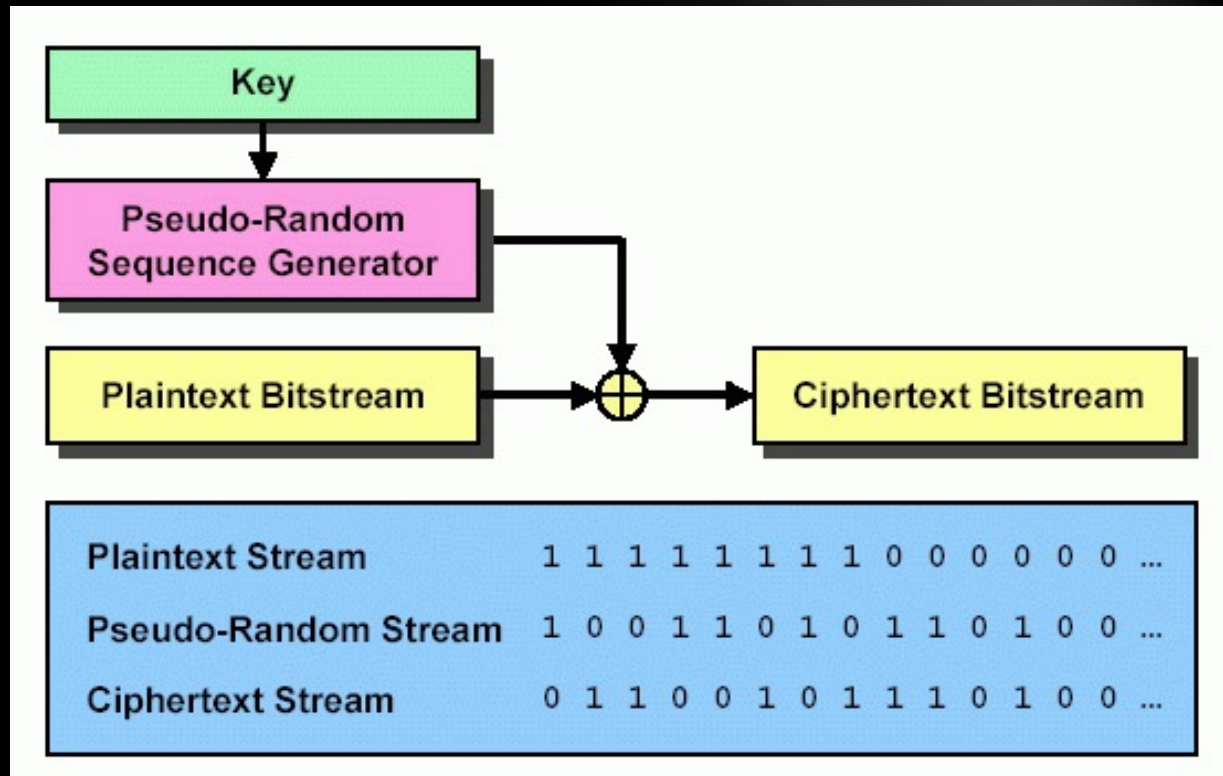 Key
Pseudo-Random
Sequence Generator
Plaintext Bitstream
Ciphertext Bitstream
Plaintext Stream 1 1 1 1 1 1 1 1 0 0 0 0 0 0 ...
Pseudo-Random Stream 1 0 0 1 1 0 1 0 1 1 0 1 0 0 ...
Ciphertext Stream 0 1 1 0 0 1 0 1 1 1 0 1 0 0 ...